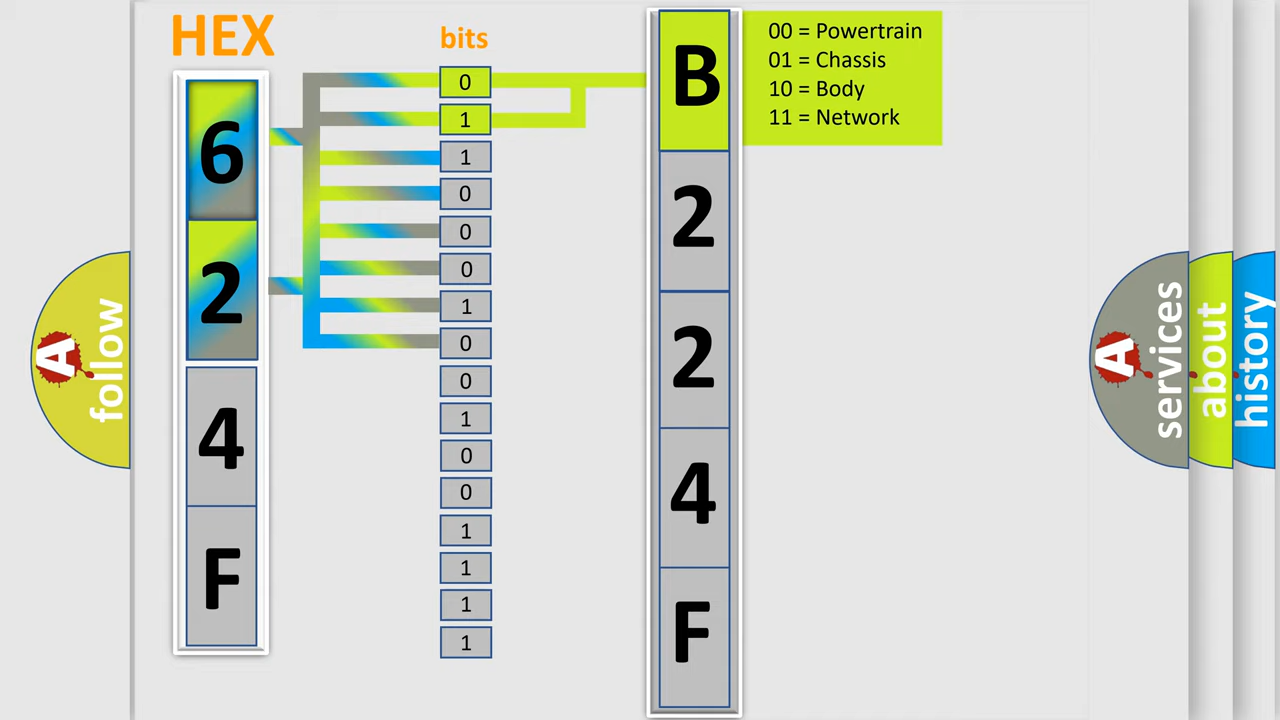 HEX
bits
6
2
4
F
0
1
1
0
0
0
1
0
0
1
0
0
1
1
1
1
B
2
2
4
F
00 = Powertrain
01 = Chassis
10 = Body
11 = Network
A
follow
A
services
about
history